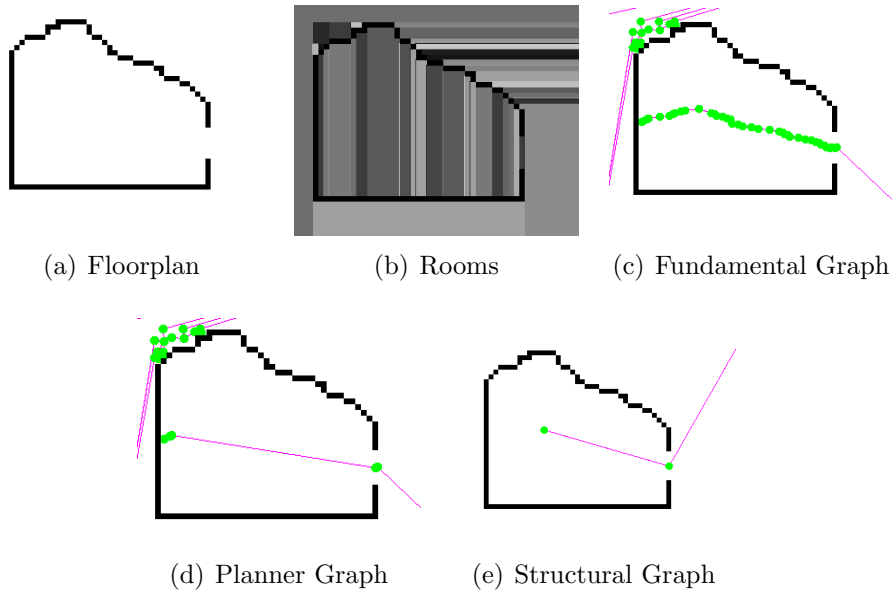 (a) Floorplan
(b) Rooms
(c) Fundamental Graph
(d) Planner Graph
(e) Structural Graph